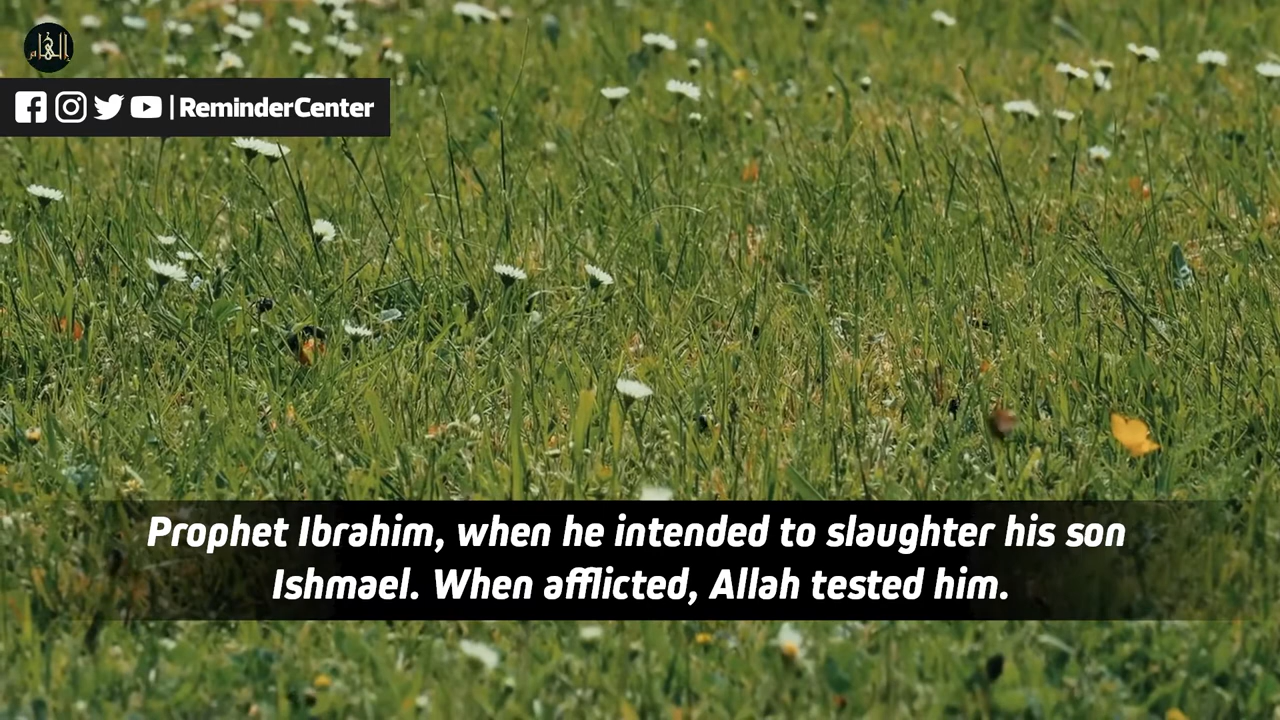 | ReminderCenter
Prophet Ibrahim, when he intended to slaughter his son
Ishmael. When afflicted, Allah tested him.